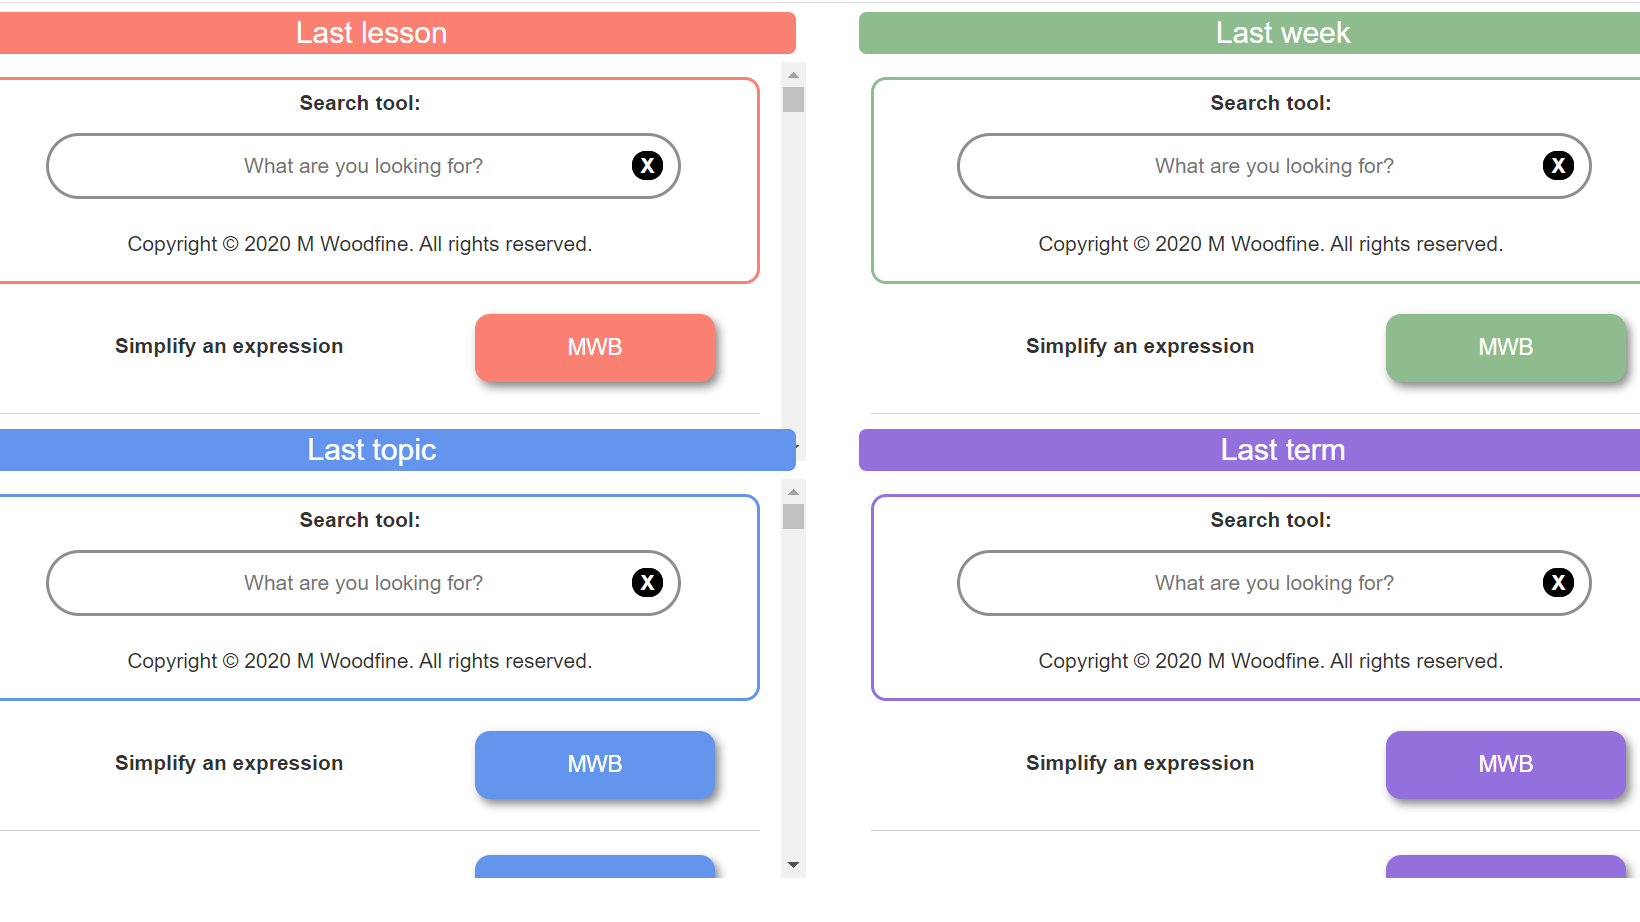 Last lesson
Search tool:
What are you looking for?
X
Copyright © 2020 M Woodfine. All rights reserved.
Simplify an expression
MWB
Last week
Search tool:
What are you looking for?
X
Copyright © 2020 M Woodfine. All rights reserved.
Simplify an expression
MWB
Last topic
Search tool:
What are you looking for?
X
Copyright © 2020 M Woodfine. All rights reserved.
Simplify an expression
MWB
Last term
Search tool:
What are you looking for?
X
Copyright © 2020 M Woodfine. All rights reserved.
Simplify an expression
MWB